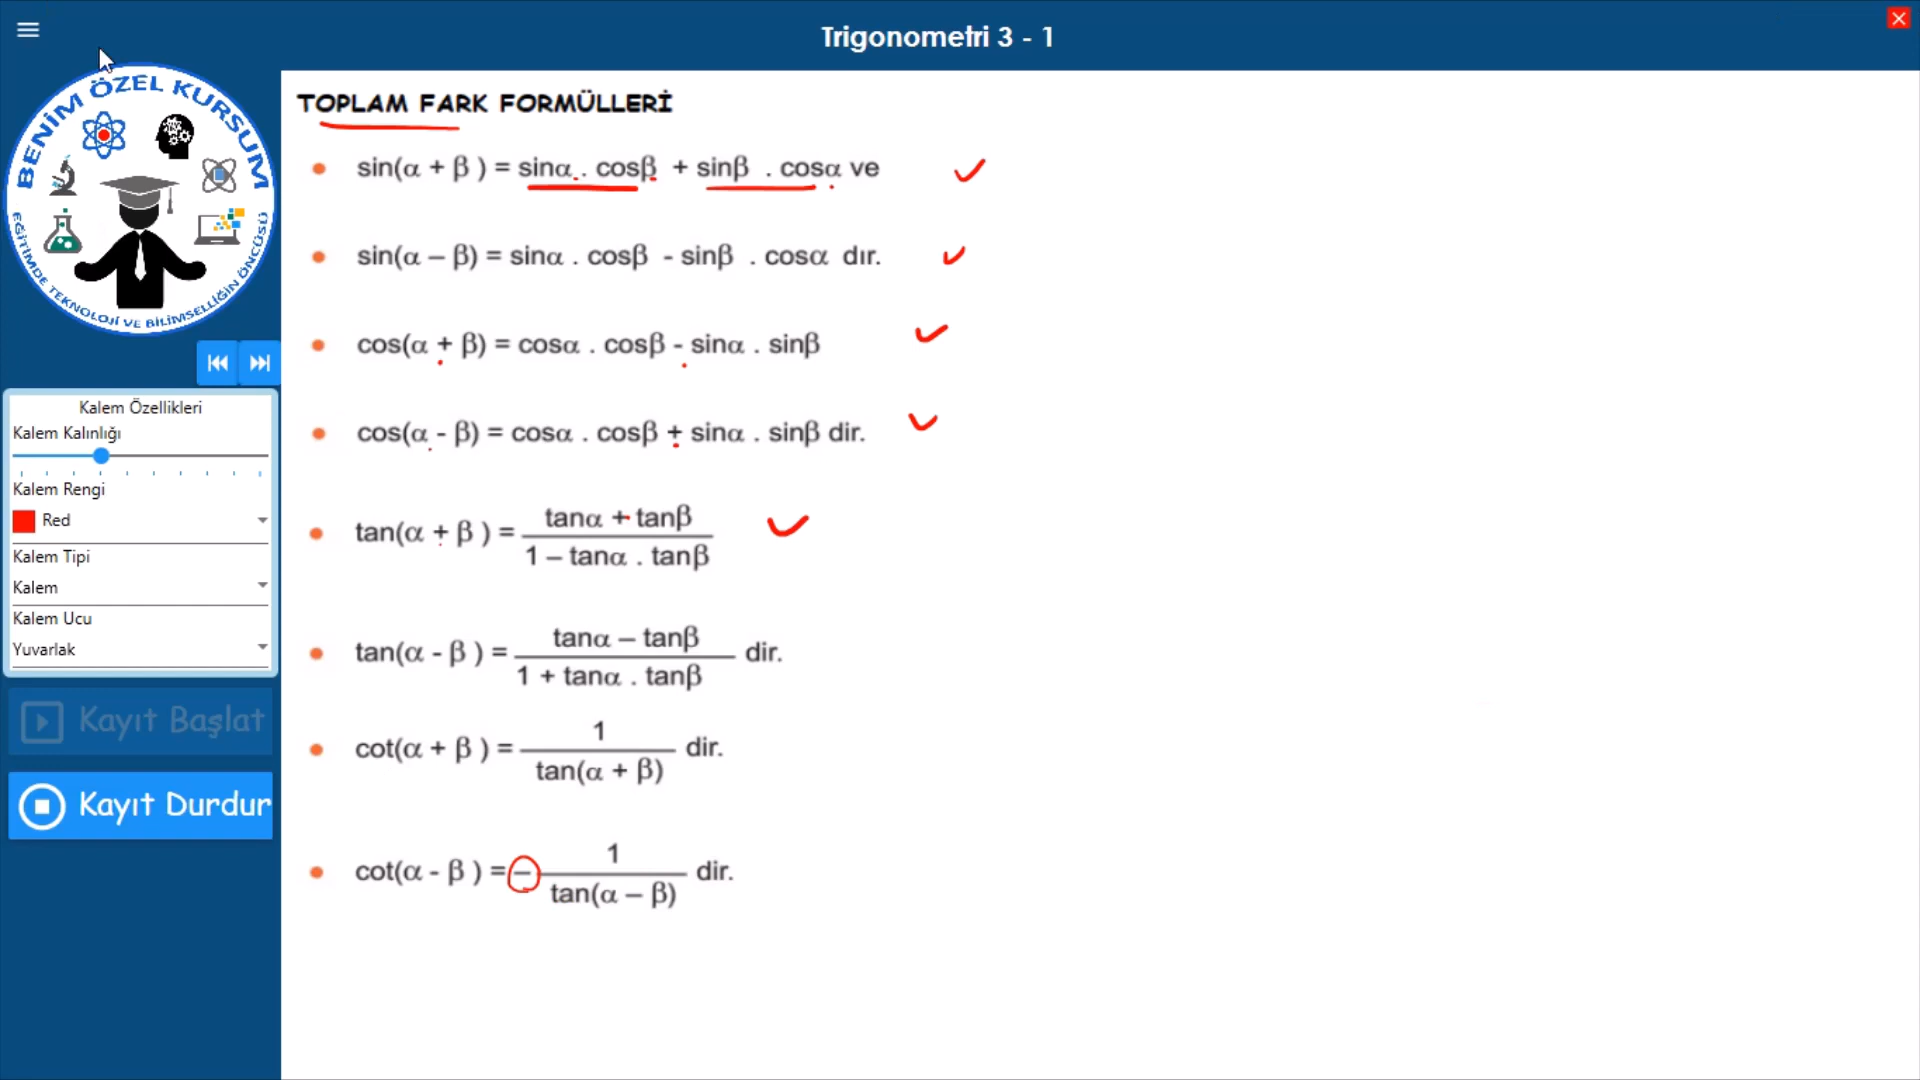 Trigonometri 3 - 1
BENİM ÖZEL KURSUM
EĞİTİMDE TEKNOLOJİ VE BİLİMSELLİĞİN ÖNCÜSÜ
Kalem Özellikleri
Kalem Kalınlığı
Kalem Rengi
Red
Kalem Tipi
Kalem
Kalem Ucu
Yuvarlak
Kayıt Başlat
Kayıt Durdur
TOPLAM FARK FORMÜLLERİ
• sin(α + β ) = sinα . cosβ + sinβ . cosα ve
• sin(α – β) = sinα . cosβ - sinβ . cosα dır.
• cos(α + β) = cosα . cosβ - sinα . sinβ
• cos(α - β) = cosα . cosβ + sinα . sinβ dir.
tanα + tanβ
• tan(α + β ) =
1 – tanα . tanβ
tanα – tanβ
• tan(α - β ) = dir.
1 + tanα . tanβ
1
• cot(α + β ) = dir.
tan(α + β)
1
• cot(α - β ) = – dir.
tan(α – β)